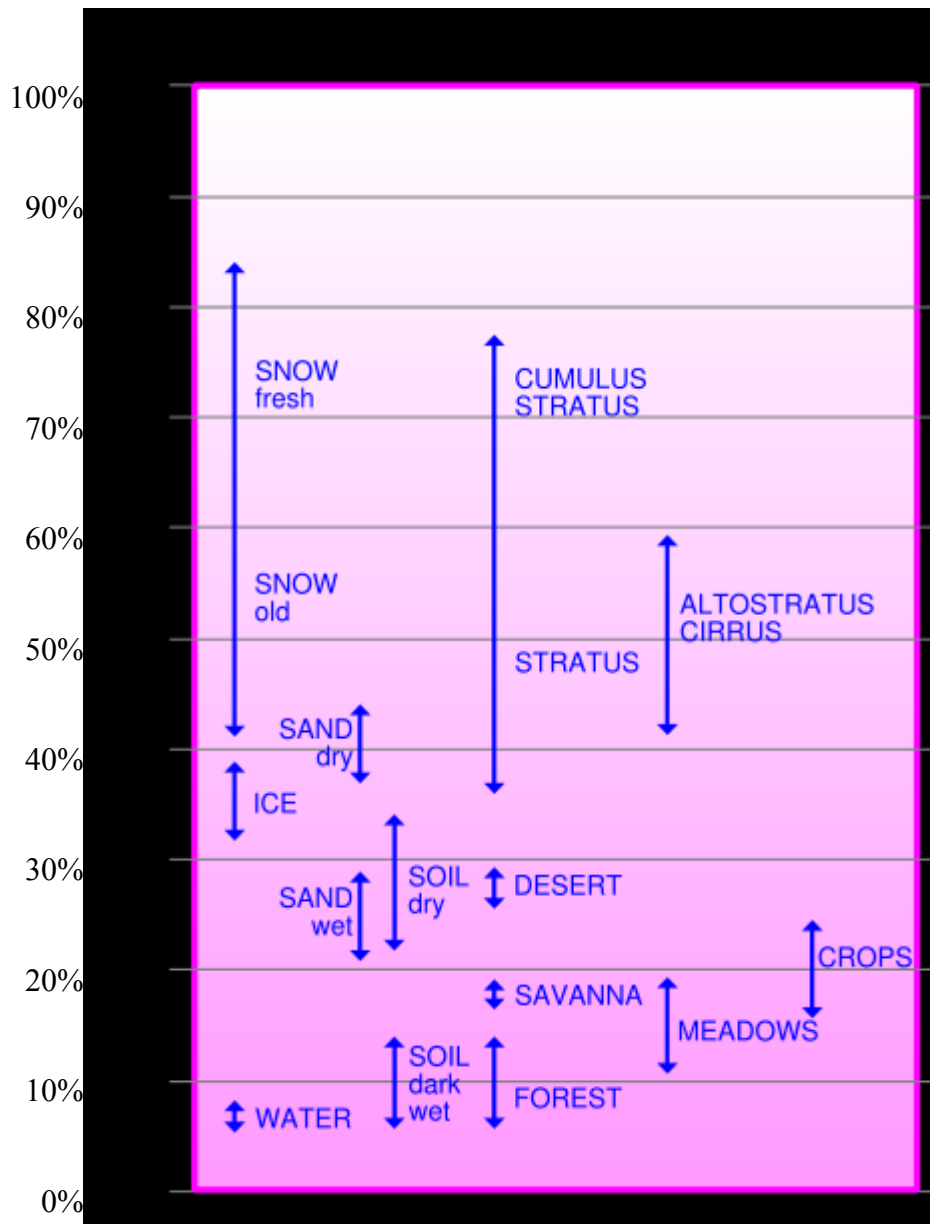 100%
90%
80%
70%
60%
50%
40%
30%
20%
10%
0%
SNOW
fresh
CUMULUS
STRATUS
SNOW
old
ALTOSTRATUS
CIRRUS
STRATUS
SAND
dry
ICE
SOIL
dry
DESERT
SAND
wet
CROPS
SAVANNA
MEADOWS
SOIL
dark
wet
FOREST
WATER